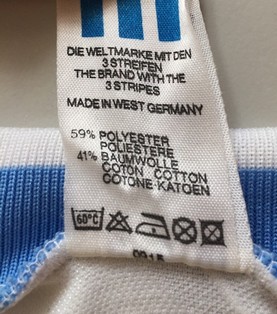 DIE WELTMARKE MIT DEN
3 STREIFEN
THE BRAND WITH THE
3 STRIPES
MADE IN WEST GERMANY
59% POLYESTER
POLIESTERE
41% BAUMWOLLE
COTON COTTON
COTONE·KATOEN
60°C